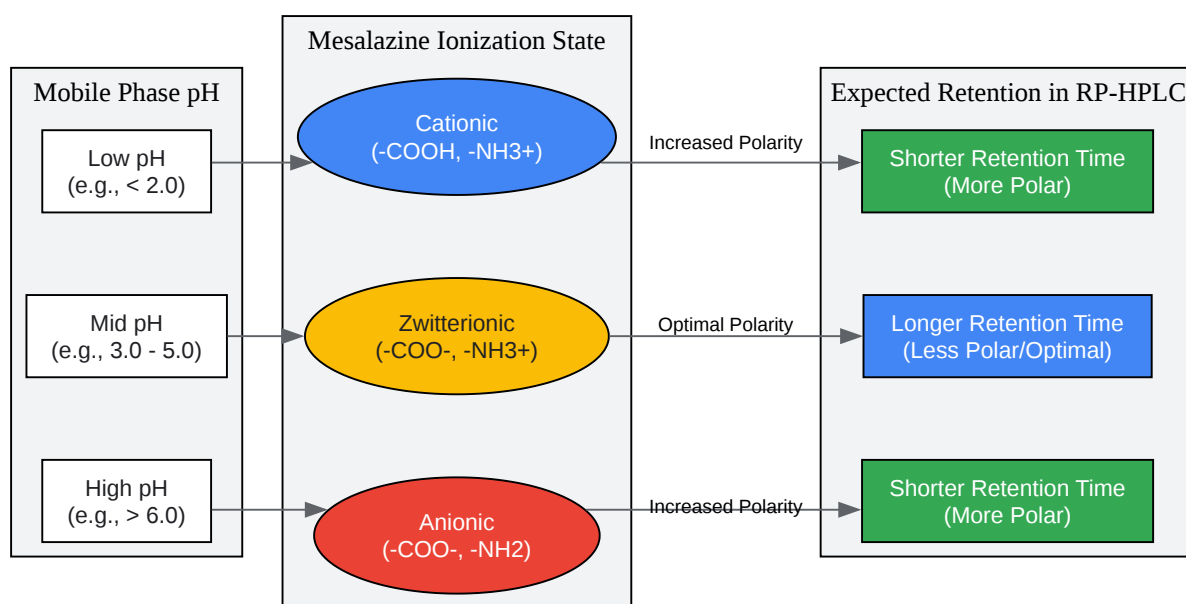 Mobile Phase pH
Mesalazine Ionization State
Expected Retention in RP-HPLC
Low pH
(e.g., < 2.0)
Cationic
(-COOH, -NH3+)
Increased Polarity
Shorter Retention Time
(More Polar)
Mid pH
(e.g., 3.0 - 5.0)
Zwitterionic
(-COO-, -NH3+)
Optimal Polarity
Longer Retention Time
(Less Polar/Optimal)
High pH
(e.g., > 6.0)
Anionic
(-COO-, -NH2)
Increased Polarity
Shorter Retention Time
(More Polar)